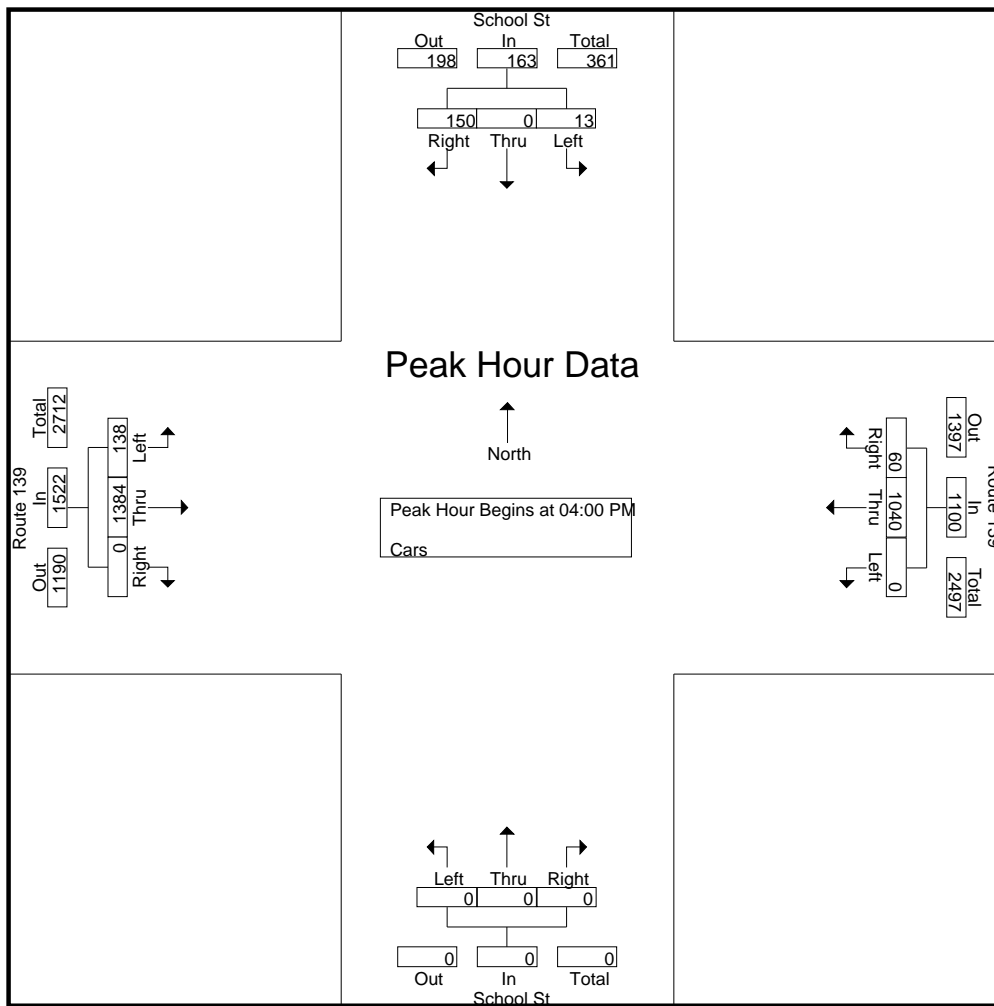 School St
Out In Total
198 163 361
150 0 13
Right Thru Left
Peak Hour Data
North
Peak Hour Begins at 04:00 PM
Cars
Route 139
Total In Out
2712 1522 1190
138 1384 0
Left Thru Right
Route 139
Out In Total
1397 1100 2497
60 1040 0
Right Thru Left
Left Thru Right
0 0 0
0 0 0
Out In Total
School St